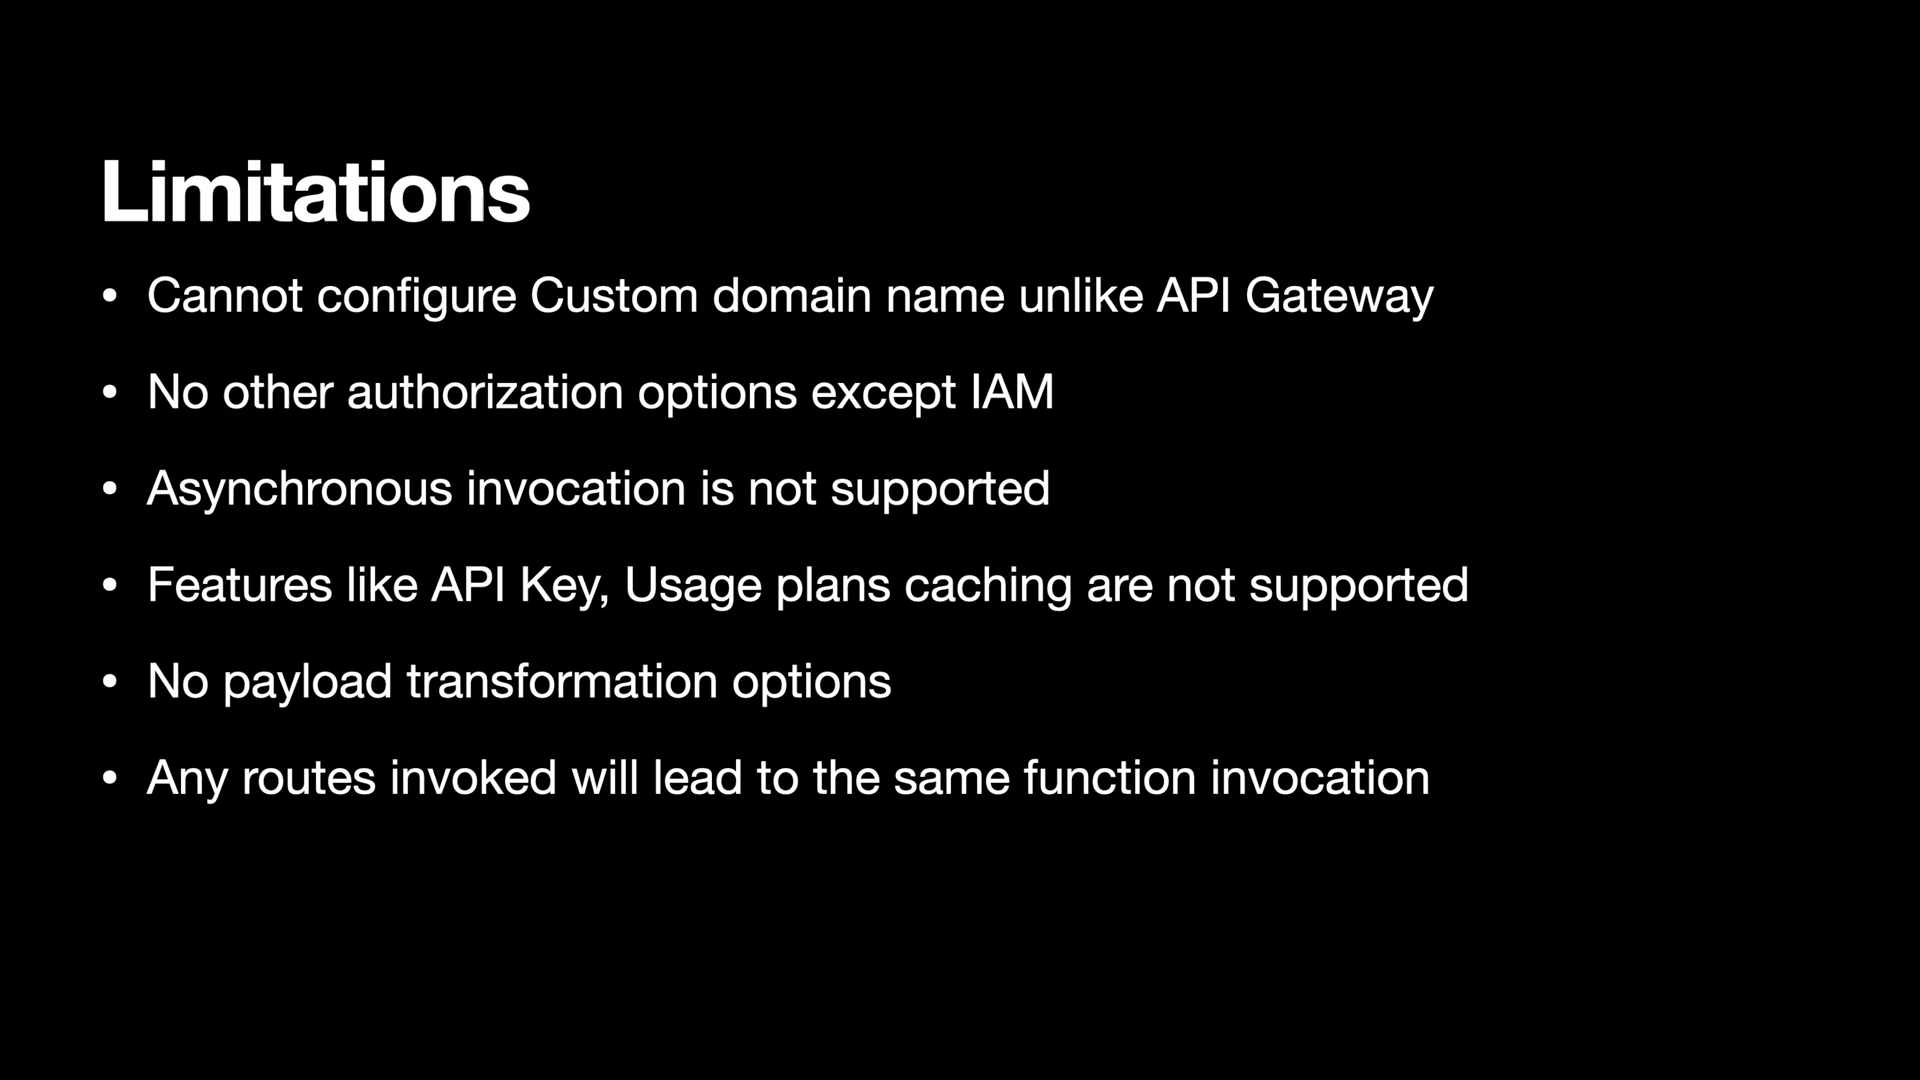 Limitations
• Cannot configure Custom domain name unlike API Gateway
• No other authorization options except IAM
• Asynchronous invocation is not supported
• Features like API Key, Usage plans caching are not supported
• No payload transformation options
• Any routes invoked will lead to the same function invocation